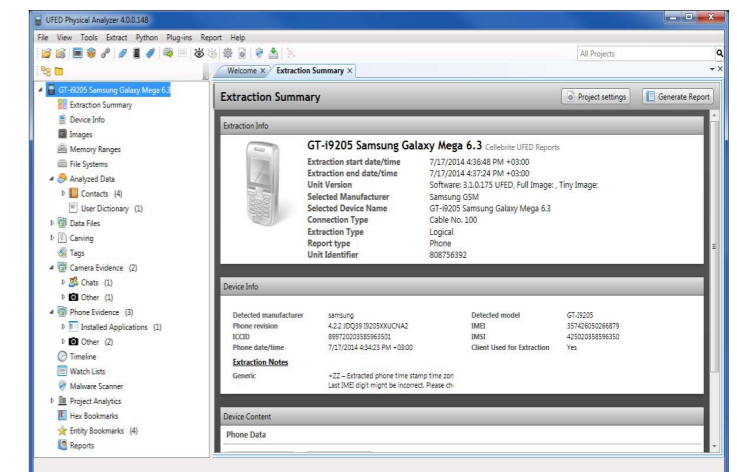 UFED Physical Analyzer 4.0.0.148
File View Tools Extract Python Plug-ins Report Help
All Projects
Welcome X Extraction Summary X
GT-I9205 Samsung Galaxy Mega 6.3
Extraction Summary
Device Info
Images
Memory Ranges
File Systems
Analyzed Data
Contacts (4)
User Dictionary (1)
Data Files
Carving
Tags
Camera Evidence (2)
Chats (1)
Other (1)
Phone Evidence (3)
Installed Applications (1)
Other (2)
Timeline
Watch Lists
Malware Scanner
Project Analytics
Hex Bookmarks
Entity Bookmarks (4)
Reports
Extraction Summary
Project settings
Generate Report
Extraction Info
GT-I9205 Samsung Galaxy Mega 6.3 Cellebrite UFED Reports
Extraction start date/time 7/17/2014 4:36:48 PM +03:00
Extraction end date/time 7/17/2014 4:37:24 PM +03:00
Unit Version Software: 3.1.0.175 UFED, Full Image: , Tiny Image:
Selected Manufacturer Samsung GSM
Selected Device Name GT-I9205 Samsung Galaxy Mega 6.3
Connection Type Cable No. 100
Extraction Type Logical
Report type Phone
Unit Identifier 808756392
Device Info
Detected manufacturer samsung Detected model GT-I9205
Phone revision 4.2.2 JDQ39 I9205XXUCNA2 IMEI 357426050266879
ICCID 899720203585963501 IMSI 425020358596350
Phone date/time 7/17/2014 4:34:23 PM +03:00 Client Used for Extraction Yes
Extraction Notes
Generic +ZZ – Extracted phone time stamp time zon
Last IMEI digit might be incorrect. Please ch
Device Content
Phone Data